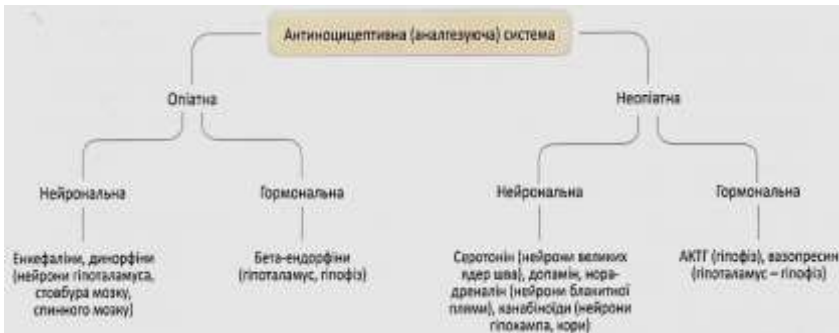 Антиноцицептивна (аналгезуюча) система
Опіатна
Неопіатна
Нейрональна
Гормональна
Нейрональна
Гормональна
Енкефаліни, динорфіни
(нейрони гіпоталамуса,
стовбура мозку,
спинного мозку)
Бета-ендорфіни
(гіпоталамус, гіпофіз)
Серотонін (нейрони великих
ядер шва), допамін, нора-
дреналін (нейрони блакитної
плями), канабіноїди (нейрони
гіпокампа, кори)
АКТГ (гіпофіз), вазопресин
(гіпоталамус – гіпофіз)